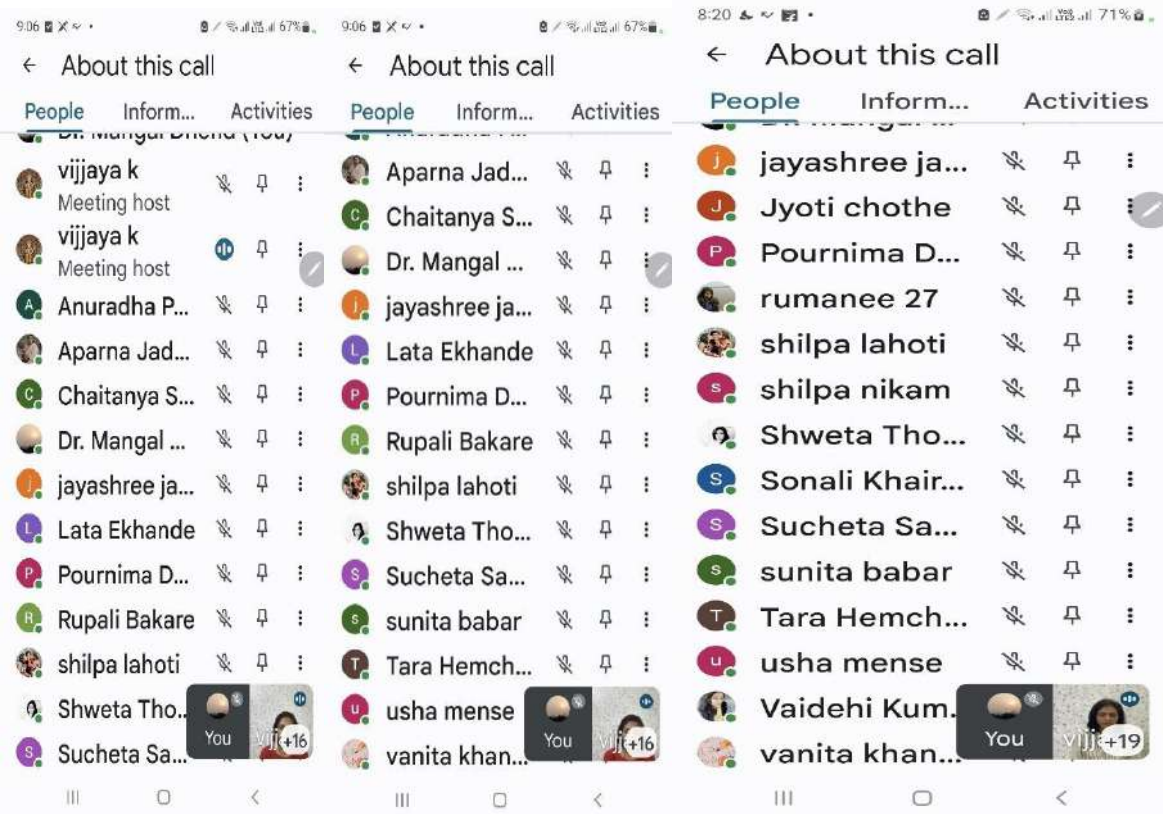 9:06
67%
About this call
People Inform... Activities
Dr. Mangal Dhend (You)
vijjaya k
Meeting host
vijjaya k
Meeting host
A Anuradha P...
Aparna Jad...
C Chaitanya S...
Dr. Mangal ...
j jayashree ja...
L Lata Ekhande
P Pournima D...
R Rupali Bakare
shilpa lahoti
Shweta Tho..
S Sucheta Sa...
You +16
9:06
67%
About this call
People Inform... Activities
Aparna Jad...
C Chaitanya S...
Dr. Mangal ...
j jayashree ja...
L Lata Ekhande
P Pournima D...
R Rupali Bakare
shilpa lahoti
Shweta Tho...
S Sucheta Sa...
s sunita babar
T Tara Hemch...
u usha mense
vanita khan...
You +16
8:20
71%
About this call
People Inform... Activities
j jayashree ja...
J Jyoti chothe
P Pournima D...
rumanee 27
shilpa lahoti
s shilpa nikam
Shweta Tho...
S Sonali Khair...
S Sucheta Sa...
s sunita babar
T Tara Hemch...
u usha mense
Vaidehi Kum.
vanita khan...
You +19